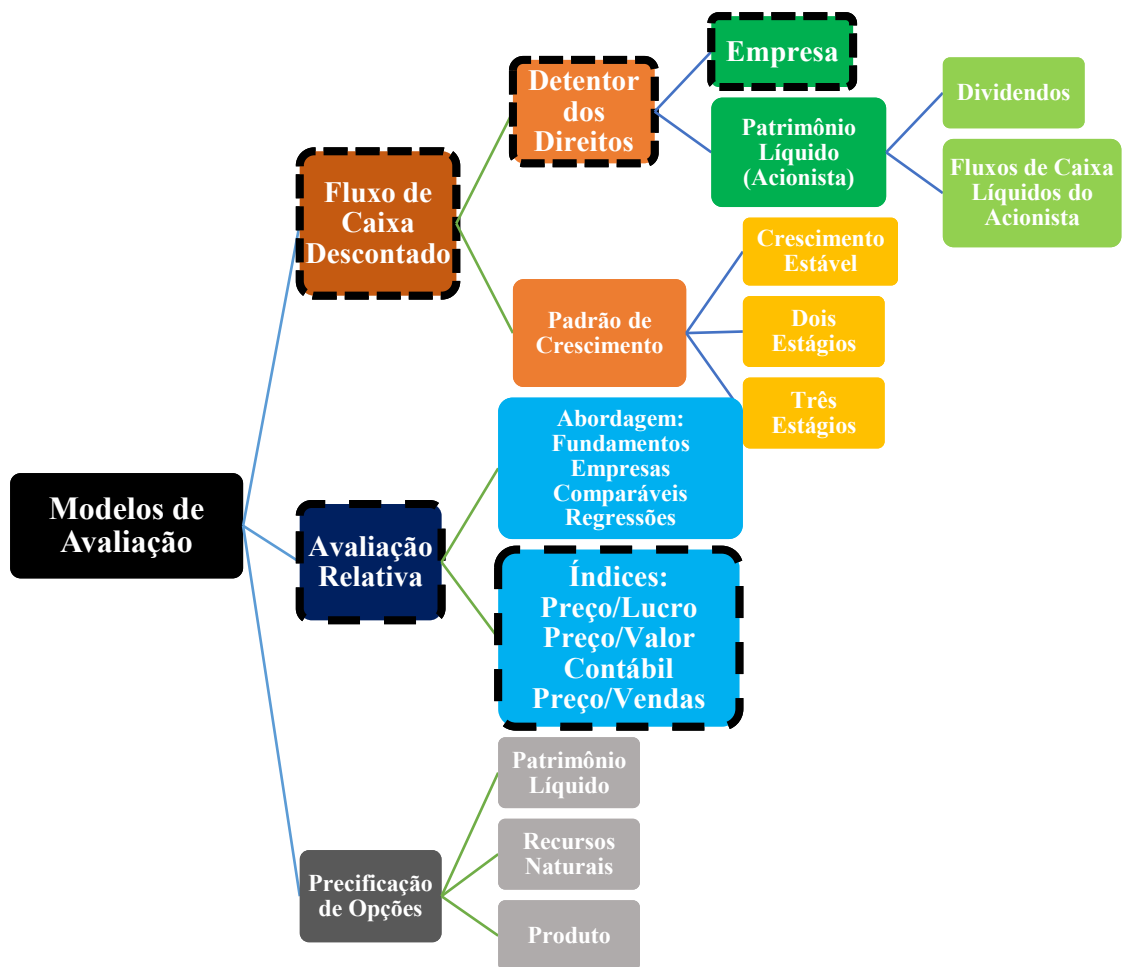 Modelos de
Avaliação
Fluxo de
Caixa
Descontado
Detentor
dos
Direitos
Empresa
Patrimônio
Líquido
(Acionista)
Dividendos
Fluxos de Caixa
Líquidos do
Acionista
Padrão de
Crescimento
Crescimento
Estável
Dois
Estágios
Três
Estágios
Avaliação
Relativa
Abordagem:
Fundamentos
Empresas
Comparáveis
Regressões
Índices:
Preço/Lucro
Preço/Valor
Contábil
Preço/Vendas
Precificação
de Opções
Patrimônio
Líquido
Recursos
Naturais
Produto